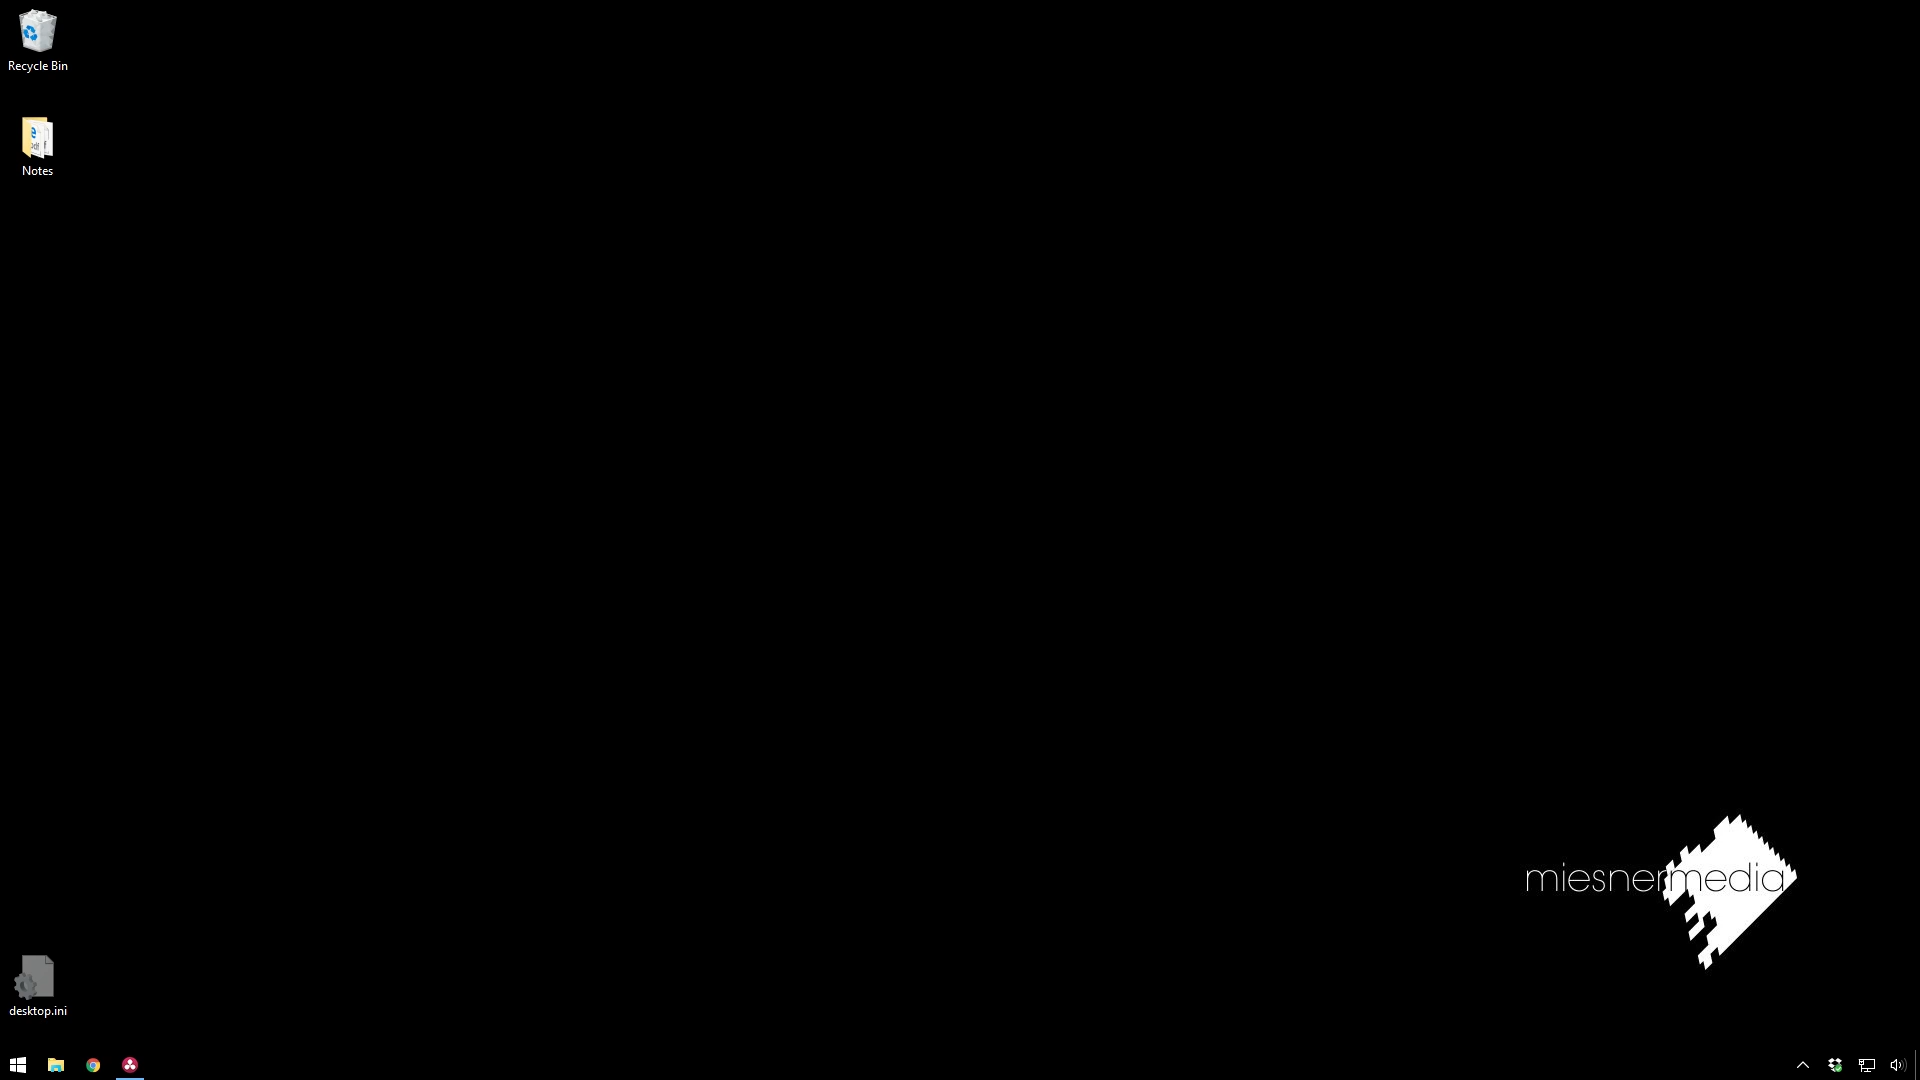 Recycle Bin
Notes
miesnermedia
desktop.ini